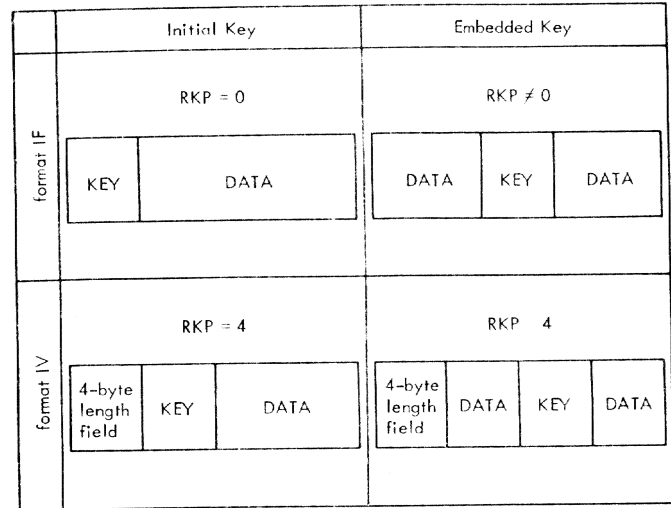 Initial Key
Embedded Key
format IF
RKP = 0
KEY
DATA
RKP ≠ 0
DATA
KEY
DATA
format IV
RKP = 4
4-byte
length
field
KEY
DATA
RKP 4
4-byte
length
field
DATA
KEY
DATA